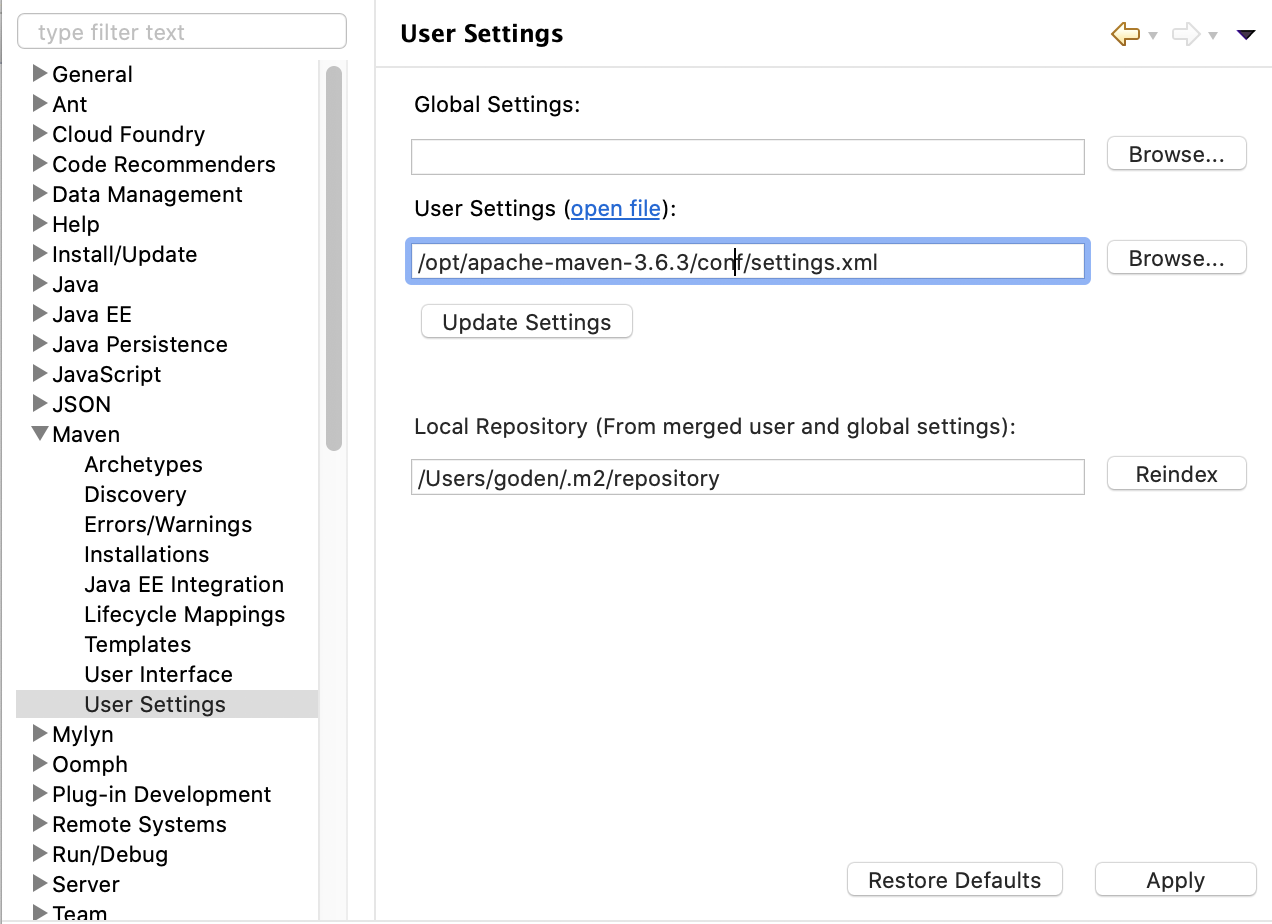 type filter text
General
Ant
Cloud Foundry
Code Recommenders
Data Management
Help
Install/Update
Java
Java EE
Java Persistence
JavaScript
JSON
Maven
Archetypes
Discovery
Errors/Warnings
Installations
Java EE Integration
Lifecycle Mappings
Templates
User Interface
User Settings
Mylyn
Oomph
Plug-in Development
Remote Systems
Run/Debug
Server
Team
User Settings
Global Settings:
Browse...
User Settings (open file):
/opt/apache-maven-3.6.3/conf/settings.xml
Browse...
Update Settings
Local Repository (From merged user and global settings):
/Users/goden/.m2/repository
Reindex
Restore Defaults
Apply